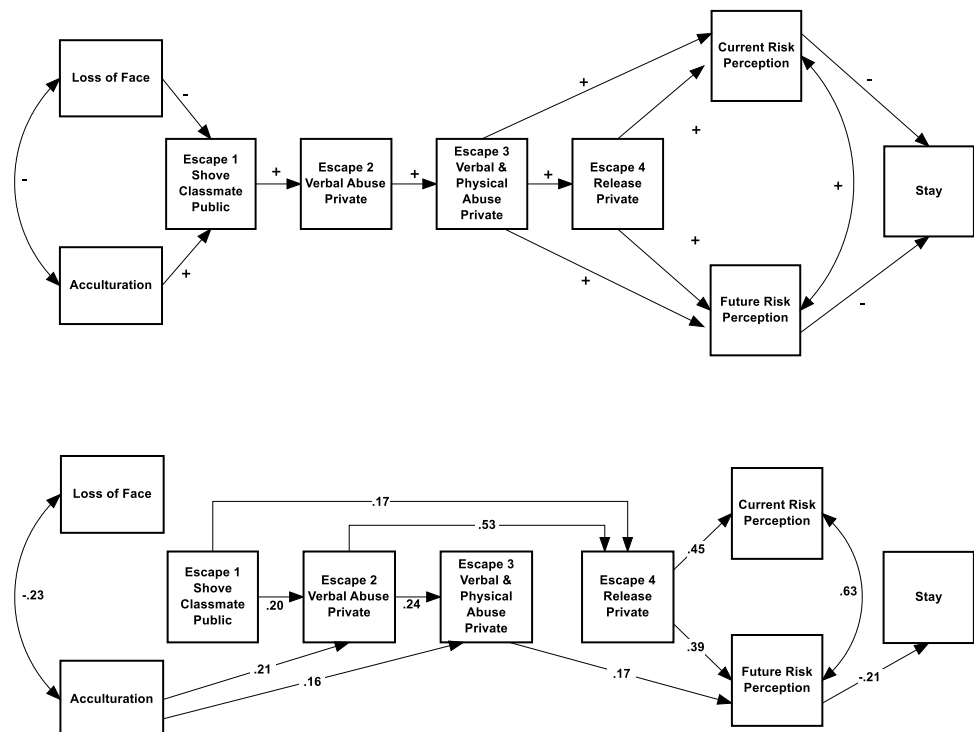 Loss of Face
-
-
Acculturation
+
Escape 1
Shove
Classmate
Public
+
Escape 2
Verbal Abuse
Private
+
Escape 3
Verbal &
Physical
Abuse
Private
+
Escape 4
Release
Private
+
+
+
+
Current Risk
Perception
+
Future Risk
Perception
-
-
Stay
Loss of Face
-.23
Acculturation
.17
.53
Escape 1
Shove
Classmate
Public
.20
Escape 2
Verbal Abuse
Private
.24
Escape 3
Verbal &
Physical
Abuse
Private
.21
.16
Escape 4
Release
Private
.45
.39
.17
Current Risk
Perception
.63
Future Risk
Perception
-.21
Stay